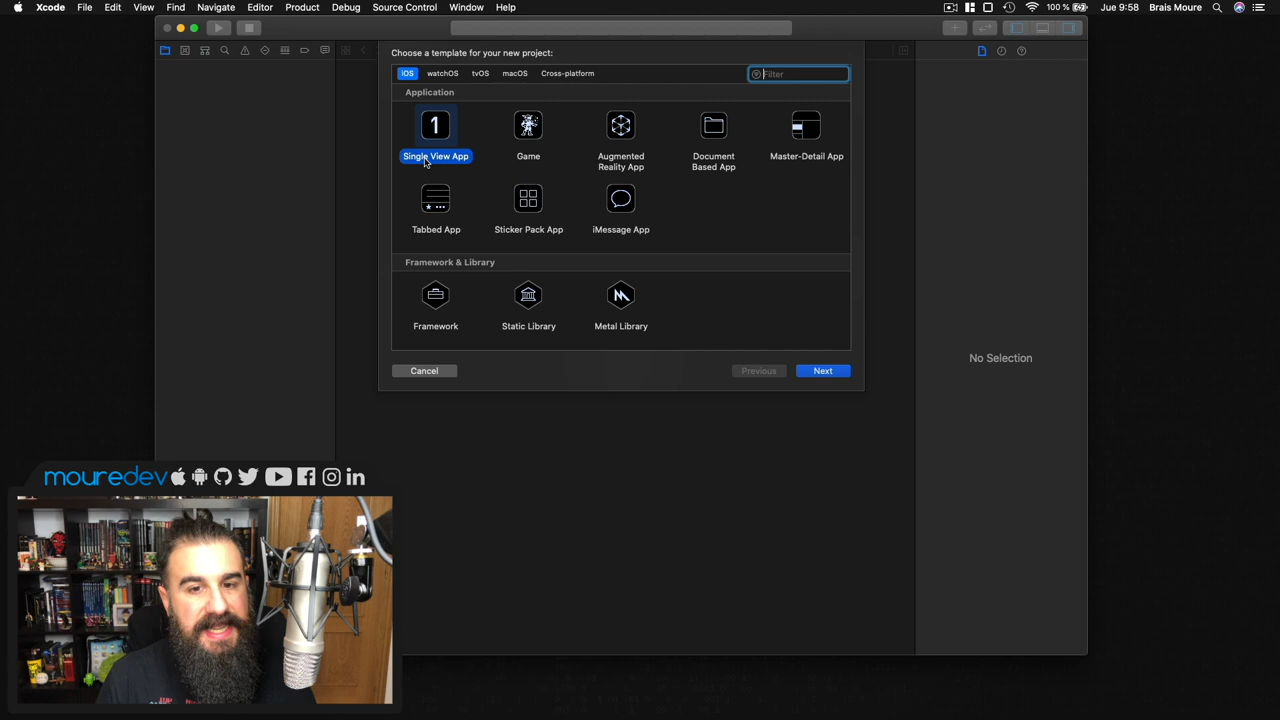 Xcode File Edit View Find Navigate Editor Product Debug Source Control Window Help 100 % Jue 9:58 Brais Moure
Choose a template for your new project:
iOS watchOS tvOS macOS Cross-platform Filter
Application
1
Single View App Game Augmented Reality App Document Based App Master-Detail App
Tabbed App Sticker Pack App iMessage App
Framework & Library
Framework Static Library Metal Library
Cancel Previous Next
No Selection
mouredev